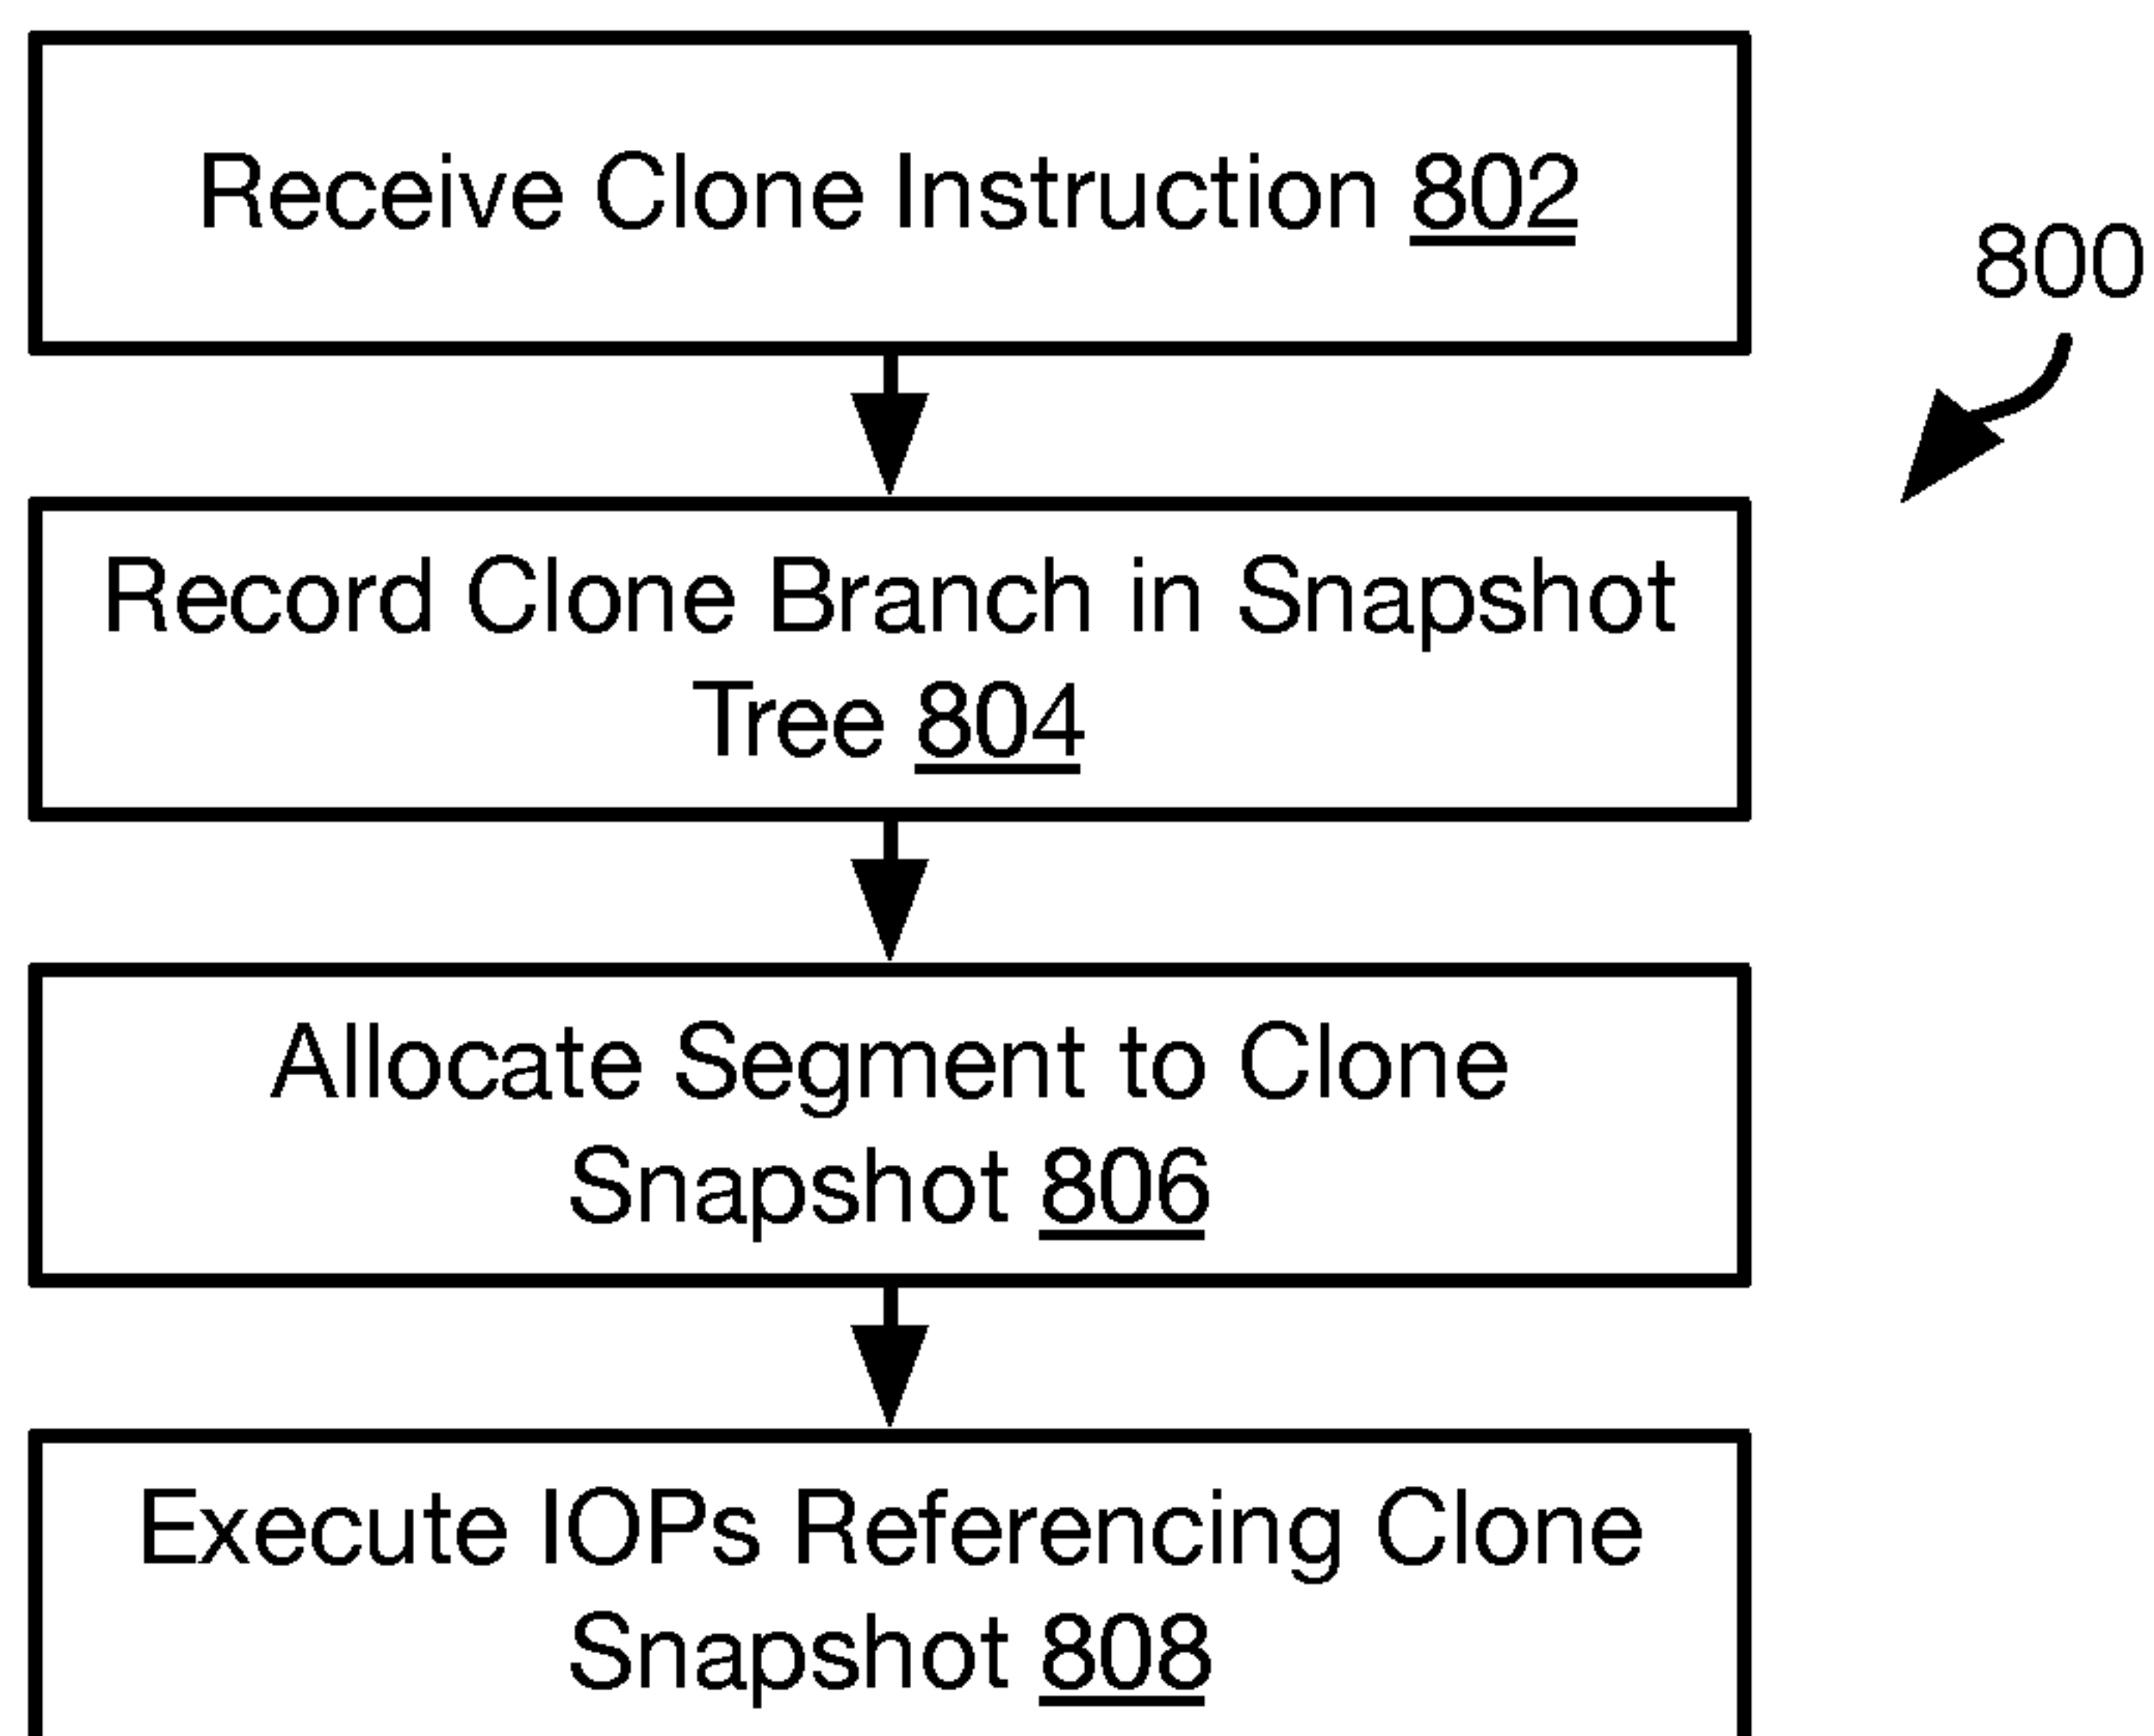 Receive Clone Instruction 802
800
Record Clone Branch in Snapshot
Tree 804
Allocate Segment to Clone
Snapshot 806
Execute IOPs Referencing Clone
Snapshot 808